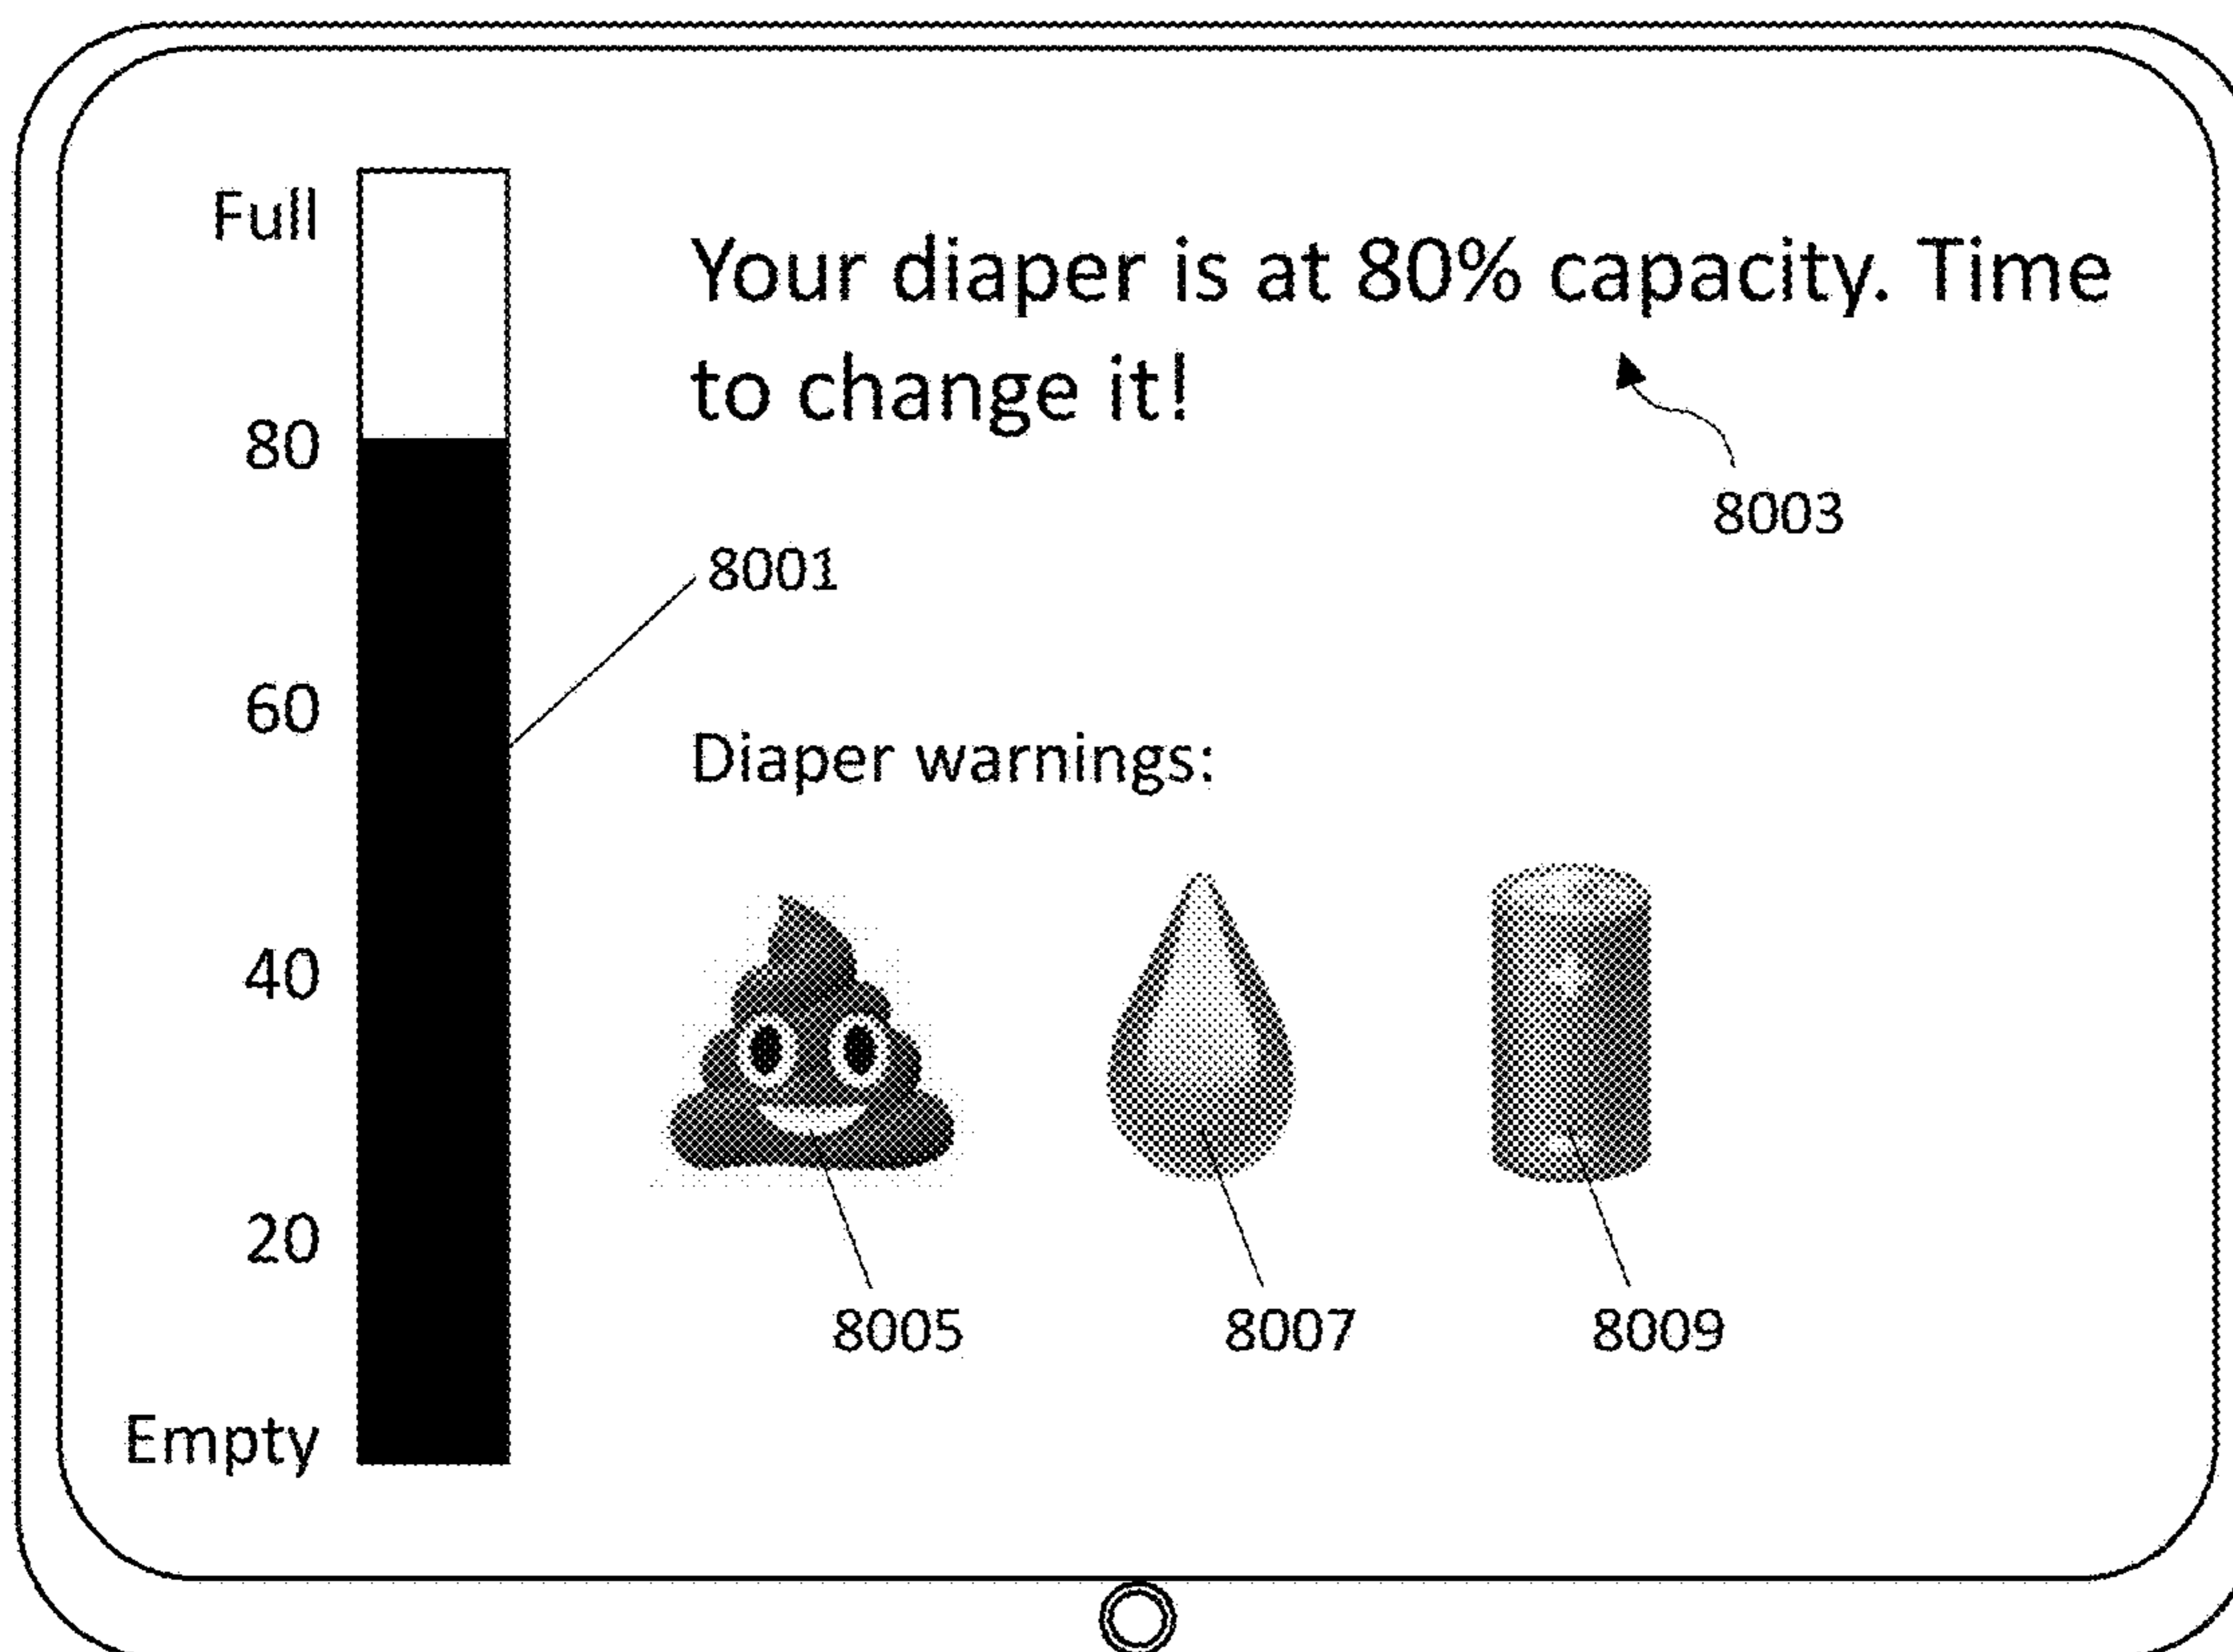 Full
Your diaper is at 80% capacity. Time
to change it!
80
8003
8001
60
Diaper warnings:
40
20
8005
8007
8009
Empty